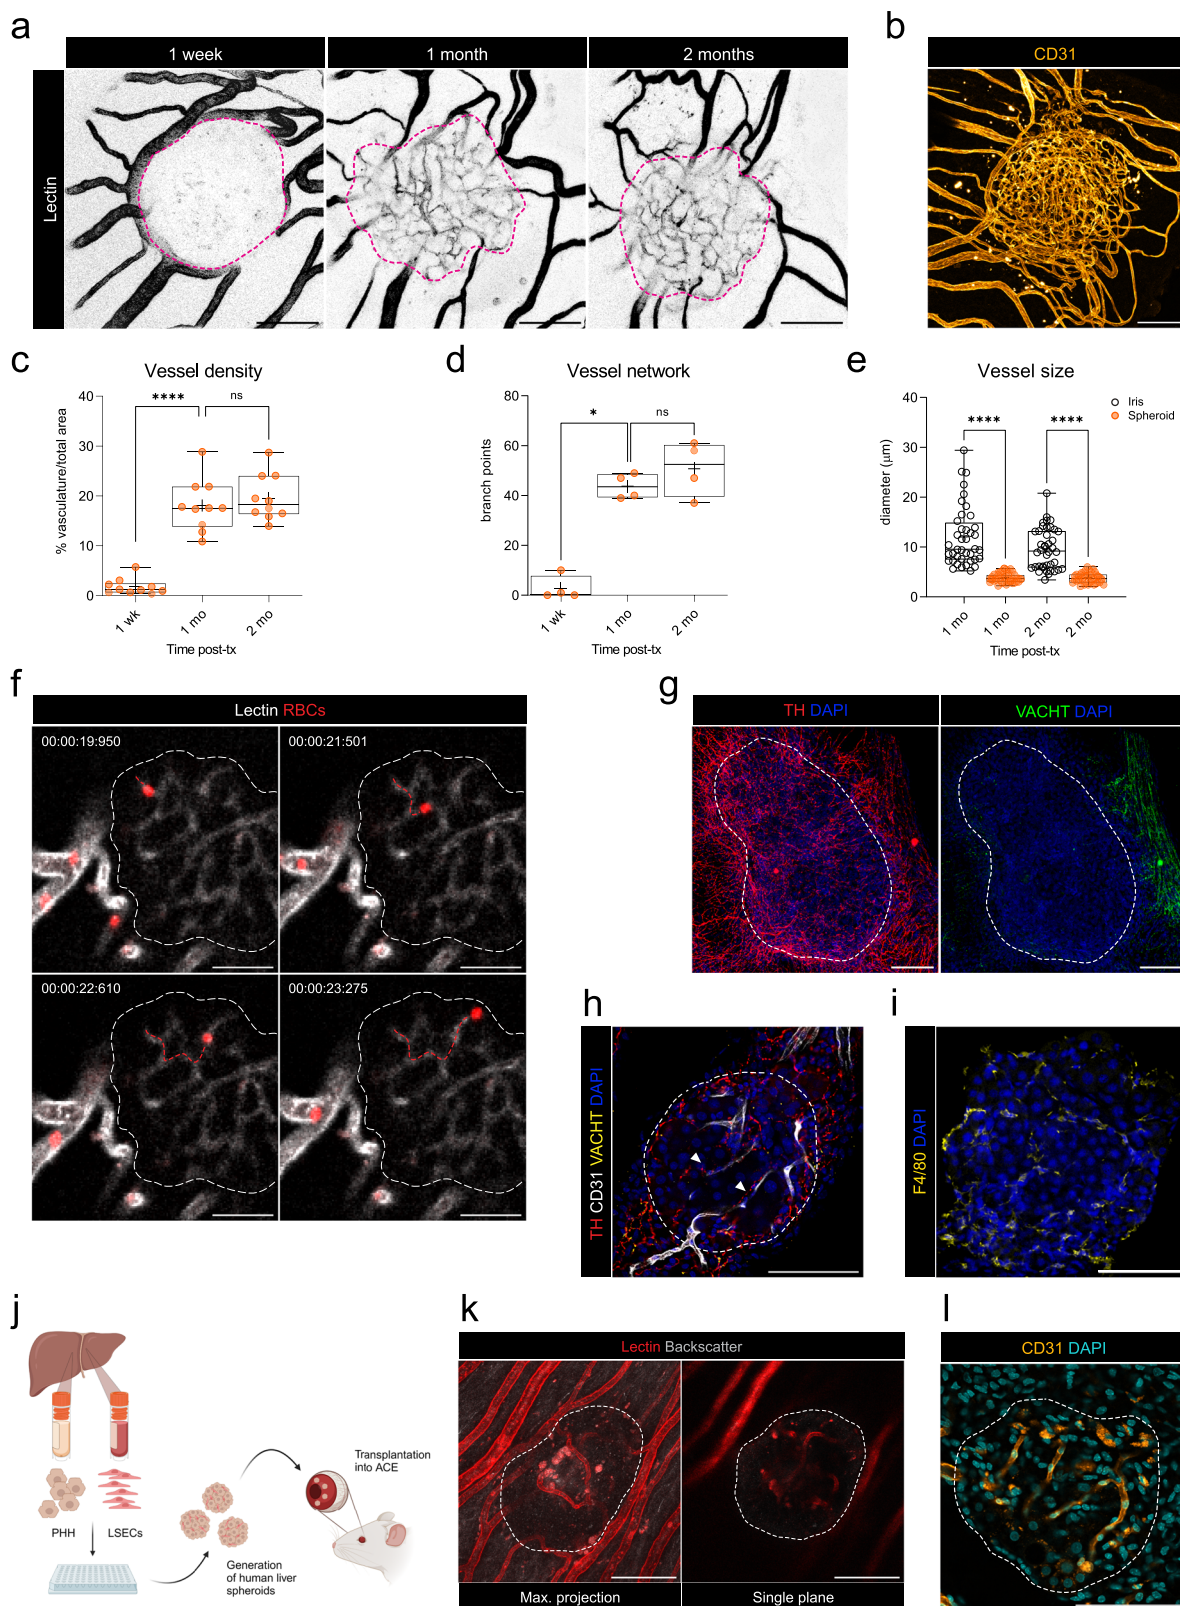 a
1 week
1 month
2 months
Lectin
b
CD31
c
Vessel density
% vasculature/total area
40
30
20
10
0
****
ns
1 wk
1 mo
2 mo
Time post-tx
d
Vessel network
branch points
80
60
40
20
0
*
ns
1 wk
1 mo
2 mo
Time post-tx
e
Vessel size
Iris
Spheroid
diameter (μm)
40
30
20
10
0
****
****
1 mo
1 mo
2 mo
2 mo
Time post-tx
f
Lectin RBCs
00:00:19:950
00:00:21:501
00:00:22:610
00:00:23:275
g
TH DAPI
VACHT DAPI
h
TH CD31 VACHT DAPI
i
F4/80 DAPI
j
PHH
LSECs
Generation
of human liver
spheroids
Transplantation
into ACE
k
Lectin Backscatter
Max. projection
Single plane
l
CD31 DAPI